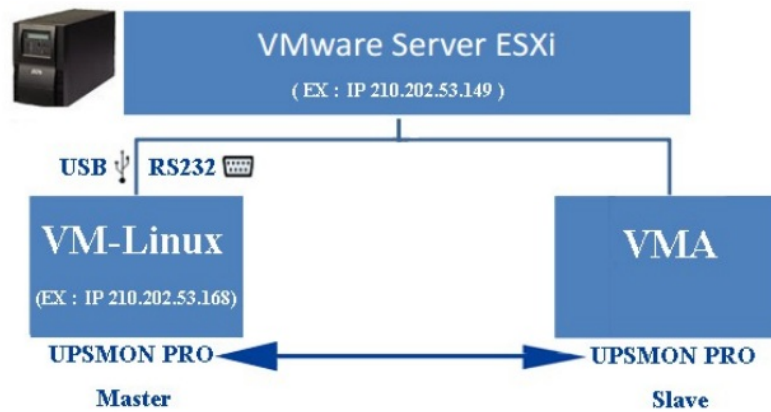 VMware Server ESXi
( EX : IP 210.202.53.149 )
USB RS232
VM-Linux
(EX : IP 210.202.53.168)
VMA
UPSMON PRO
UPSMON PRO
Master
Slave